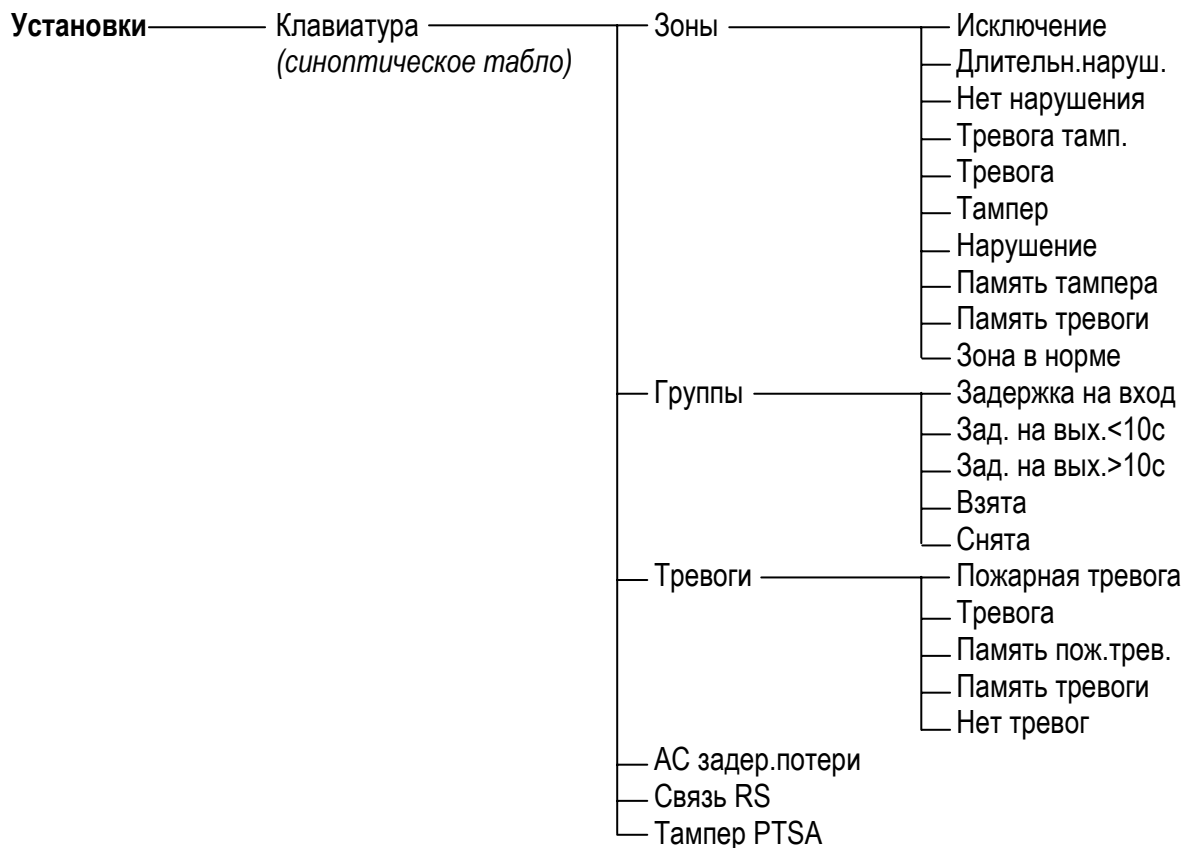 Установки Клавиатура Зоны Исключение
(синоптическое табло) Длительн.наруш.
Нет нарушения
Тревога тамп.
Тревога
Тампер
Нарушение
Память тампера
Память тревоги
Зона в норме
Группы Задержка на вход
Зад. на вых.<10с
Зад. на вых.>10с
Взята
Снята
Тревоги Пожарная тревога
Тревога
Память пож.трев.
Память тревоги
Нет тревог
AC задер.потери
Связь RS
Тампер PTSA